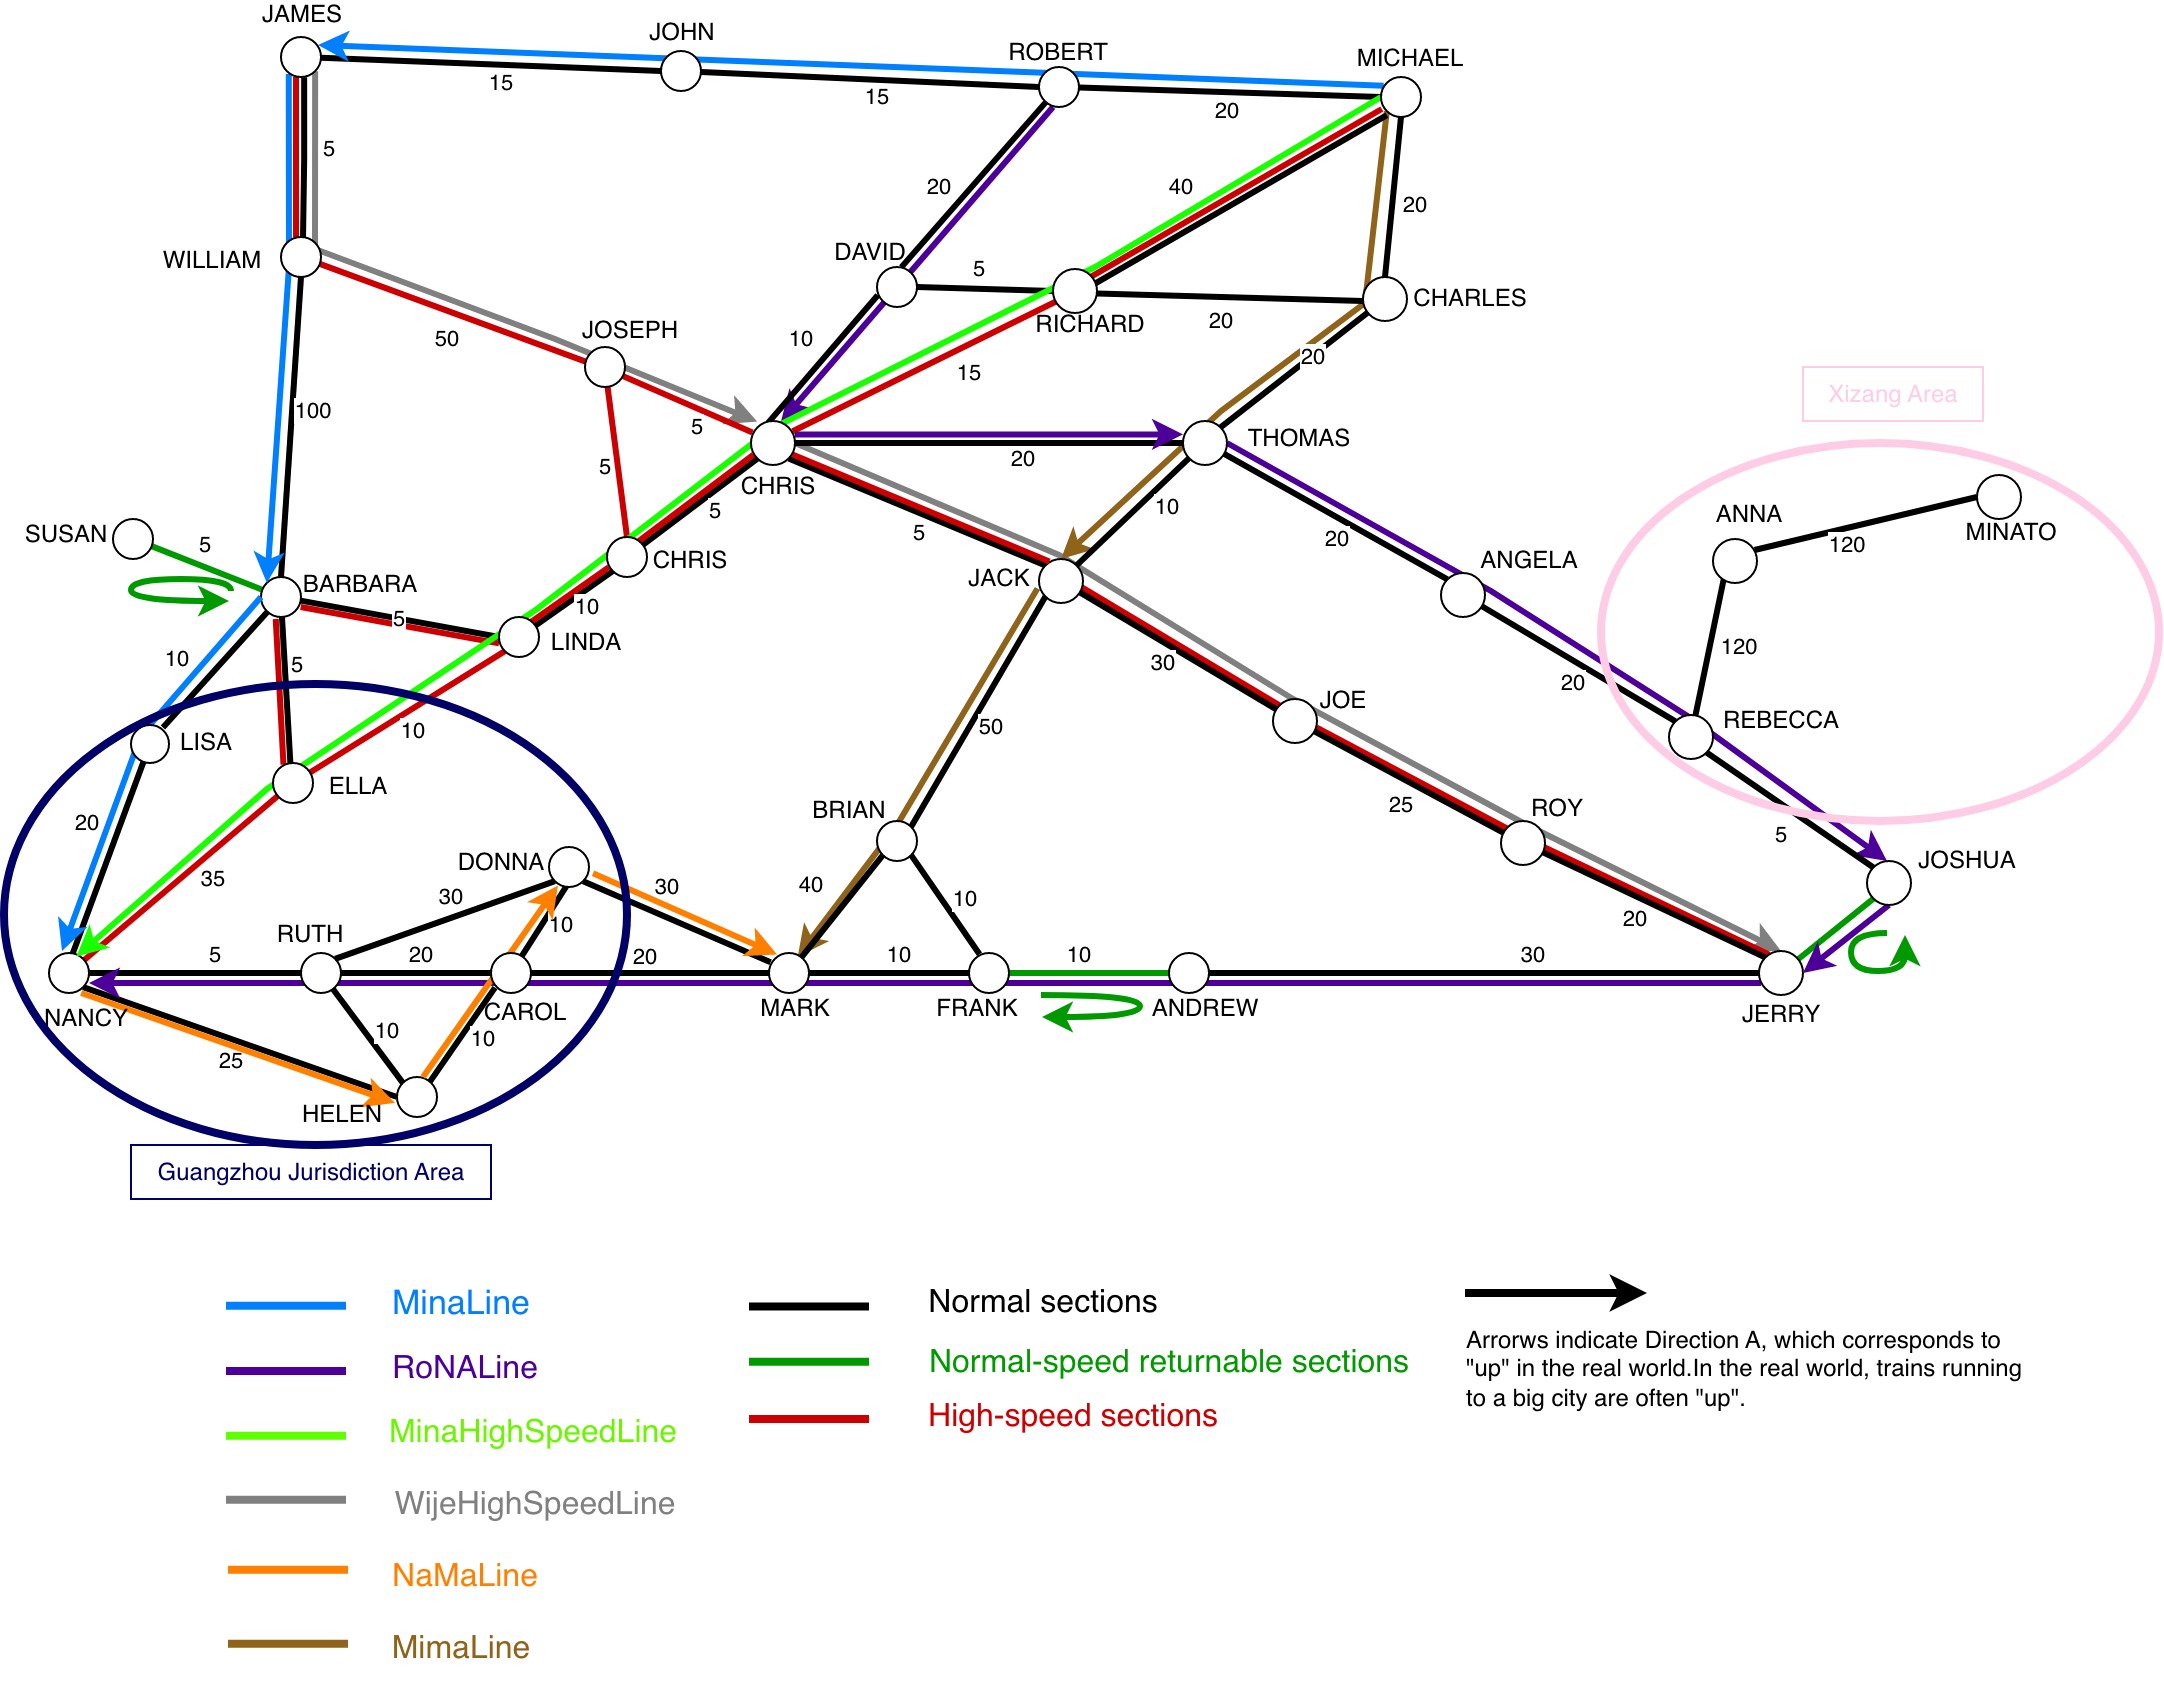 JAMES
JOHN
ROBERT
MICHAEL
15
15
20
5
20
40
20
WILLIAM
DAVID
5
CHARLES
RICHARD
20
JOSEPH
50
10
15
20
Xizang Area
5
100
THOMAS
20
5
CHRIS
5
5
10
20
ANNA
MINATO
120
SUSAN
5
CHRIS
JACK
ANGELA
BARBARA
10
5
LINDA
10
5
30
20
120
LISA
10
50
JOE
REBECCA
ELLA
20
35
BRIAN
25
ROY
5
DONNA
30
40
JOSHUA
30
10
10
20
RUTH
5
20
20
10
10
30
NANCY
CAROL
MARK
FRANK
ANDREW
JERRY
10
10
25
HELEN
Guangzhou Jurisdiction Area
MinaLine
RoNALine
MinaHighSpeedLine
WijeHighSpeedLine
NaMaLine
MimaLine
Normal sections
Normal-speed returnable sections
High-speed sections
Arrorws indicate Direction A, which corresponds to
"up" in the real world.In the real world, trains running
to a big city are often "up".